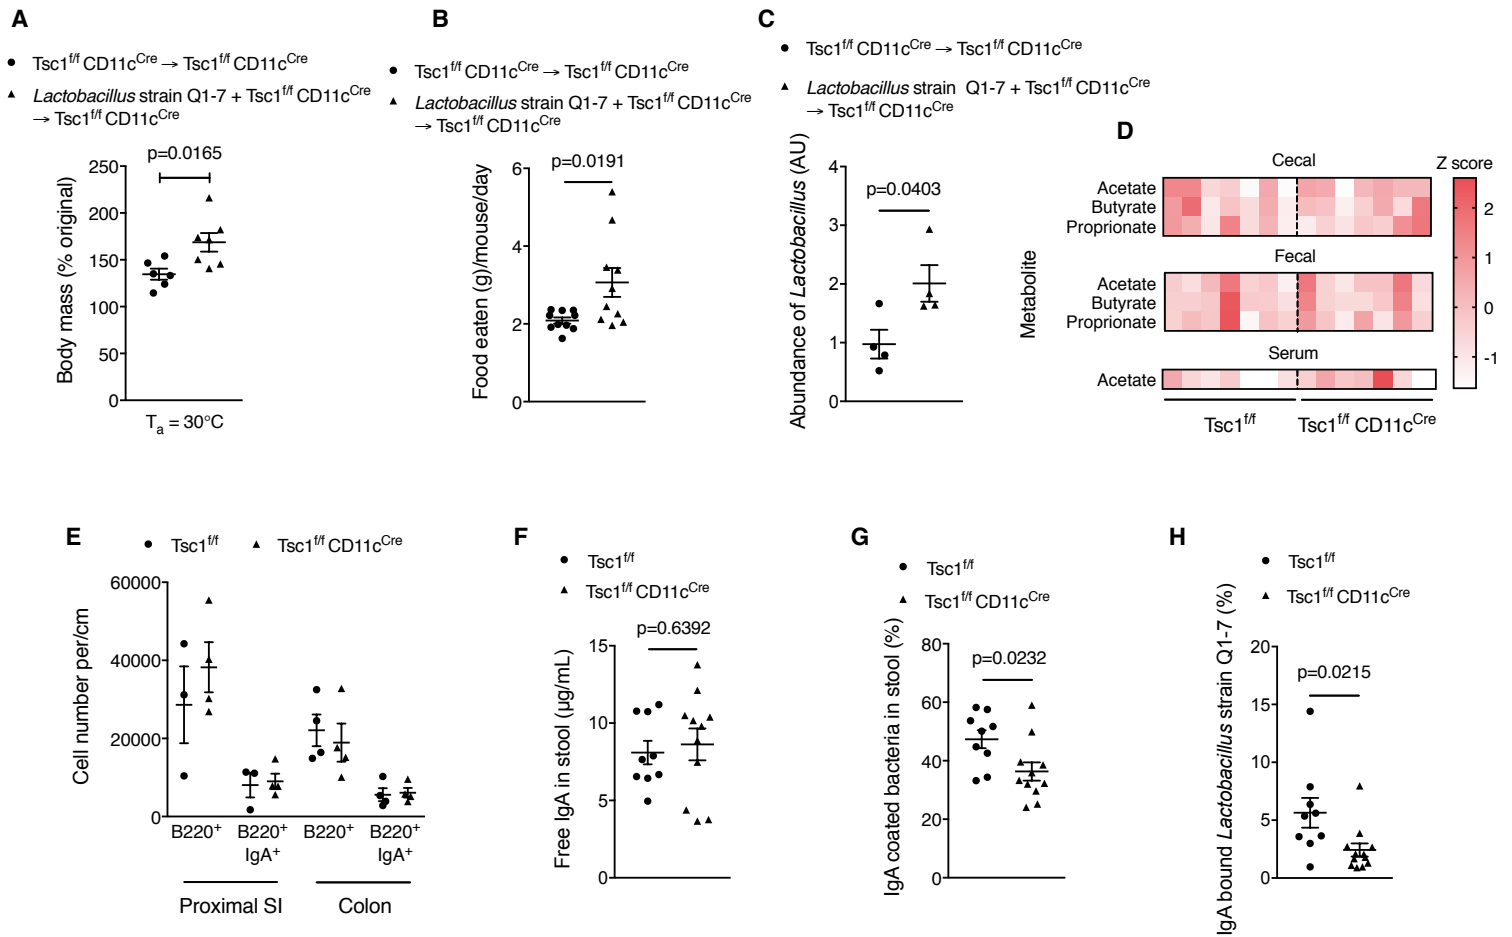 A
● Tsc1f/f CD11cCre → Tsc1f/f CD11cCre
▲ Lactobacillus strain Q1-7 + Tsc1f/f CD11cCre
→ Tsc1f/f CD11cCre
p=0.0165
Body mass (% original)
250
200
150
100
50
0
Ta = 30°C
B
● Tsc1f/f CD11cCre → Tsc1f/f CD11cCre
▲ Lactobacillus strain Q1-7 + Tsc1f/f CD11cCre
→ Tsc1f/f CD11cCre
p=0.0191
Food eaten (g)/mouse/day
6
4
2
0
C
● Tsc1f/f CD11cCre → Tsc1f/f CD11cCre
▲ Lactobacillus strain Q1-7 + Tsc1f/f CD11cCre
→ Tsc1f/f CD11cCre
p=0.0403
Abundance of Lactobacillus (AU)
4
3
2
1
0
D
Cecal
Z score
Metabolite
Acetate
Butyrate
Proprionate
Fecal
Acetate
Butyrate
Proprionate
Serum
Acetate
2
1
0
-1
Tsc1f/f
Tsc1f/f CD11cCre
E
● Tsc1f/f ▲ Tsc1f/f CD11cCre
Cell number per/cm
60000
40000
20000
0
B220+
B220+
IgA+
B220+
B220+
IgA+
Proximal SI
Colon
F
● Tsc1f/f
▲ Tsc1f/f CD11cCre
p=0.6392
Free IgA in stool (µg/mL)
15
10
5
0
G
● Tsc1f/f
▲ Tsc1f/f CD11cCre
p=0.0232
IgA coated bacteria in stool (%)
80
60
40
20
0
H
● Tsc1f/f
▲ Tsc1f/f CD11cCre
p=0.0215
IgA bound Lactobacillus strain Q1-7 (%)
20
15
10
5
0